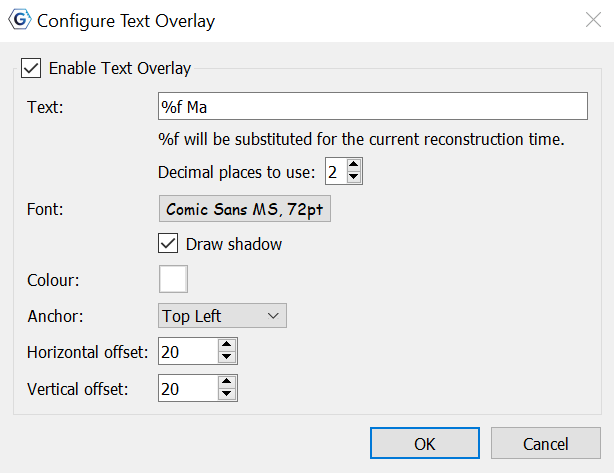 Configure Text Overlay
Enable Text Overlay
Text: %f Ma
%f will be substituted for the current reconstruction time.
Decimal places to use: 2
Font: Comic Sans MS, 72pt
Draw shadow
Colour:
Anchor: Top Left
Horizontal offset: 20
Vertical offset: 20
OK Cancel